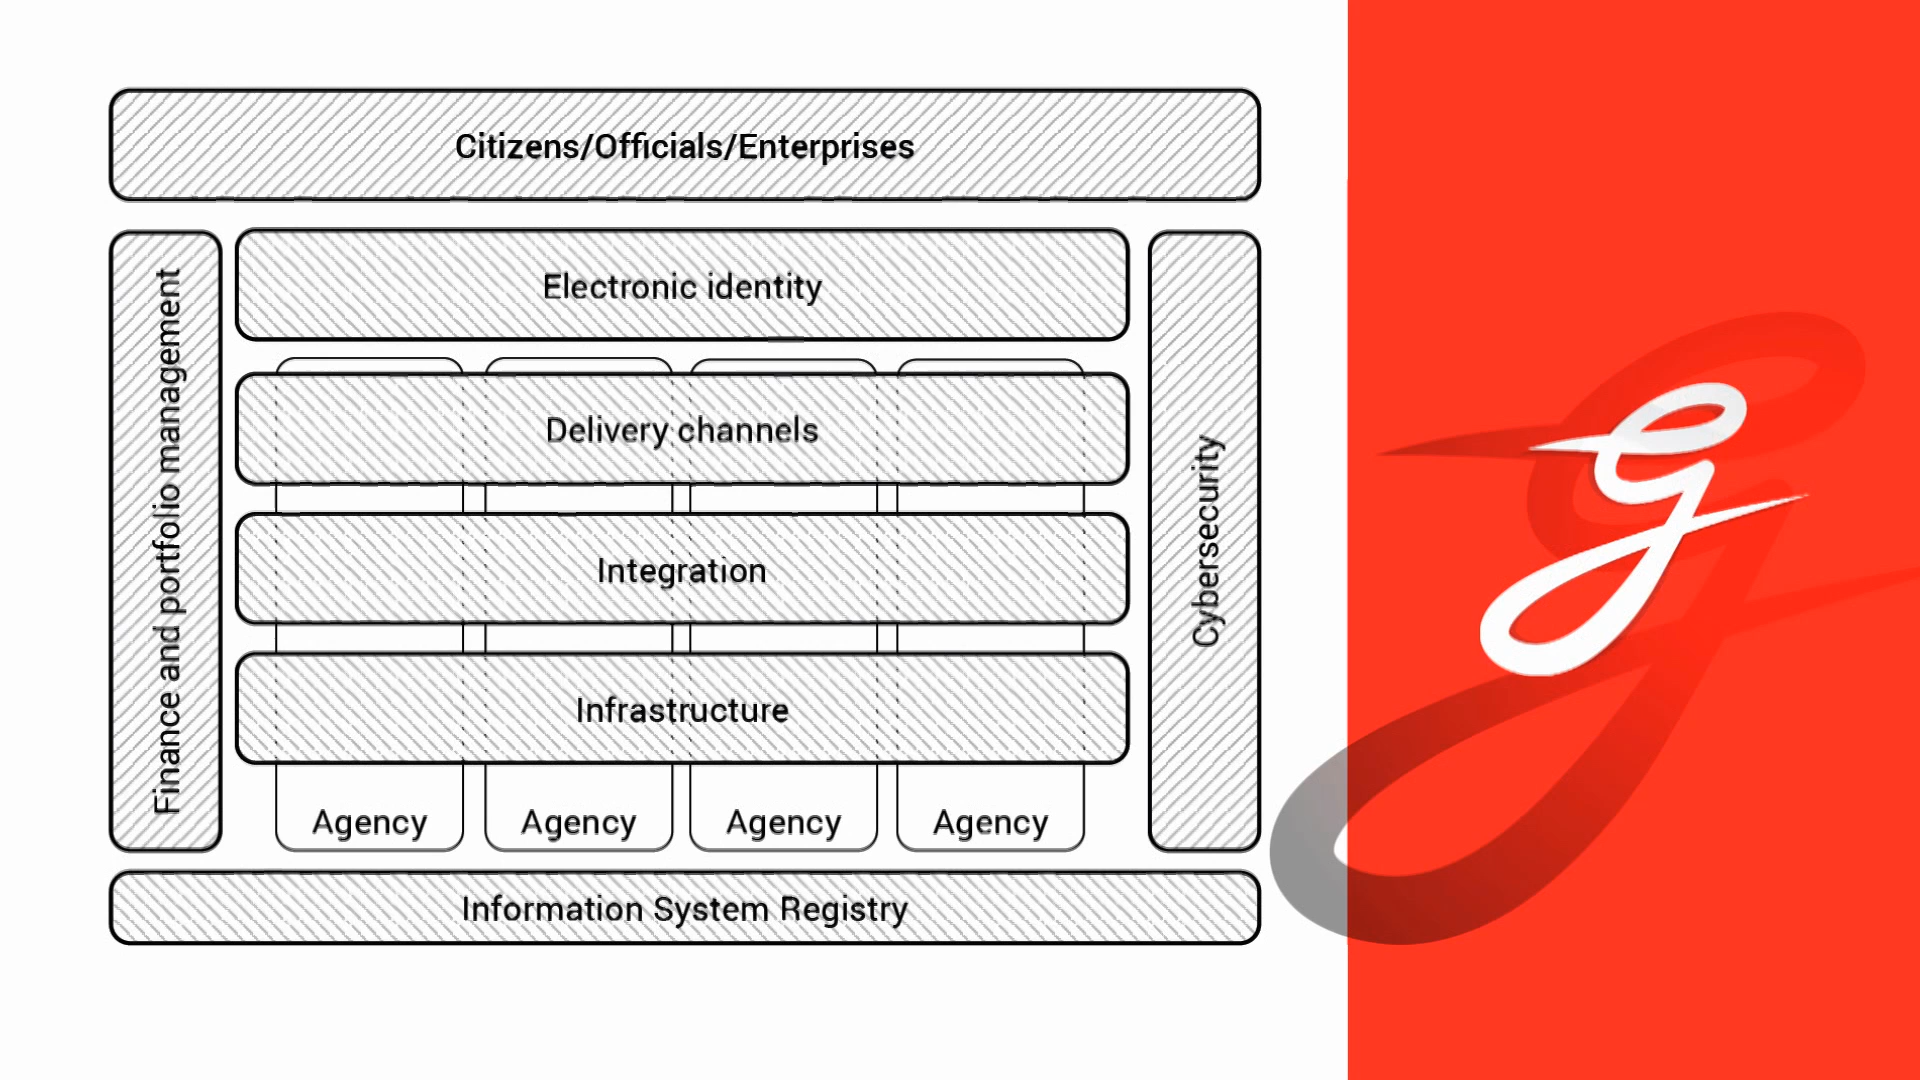 Citizens/Officials/Enterprises
Finance and portfolio management
Electronic identity
Delivery channels
Integration
Infrastructure
Agency
Agency
Agency
Agency
Cybersecurity
Information System Registry